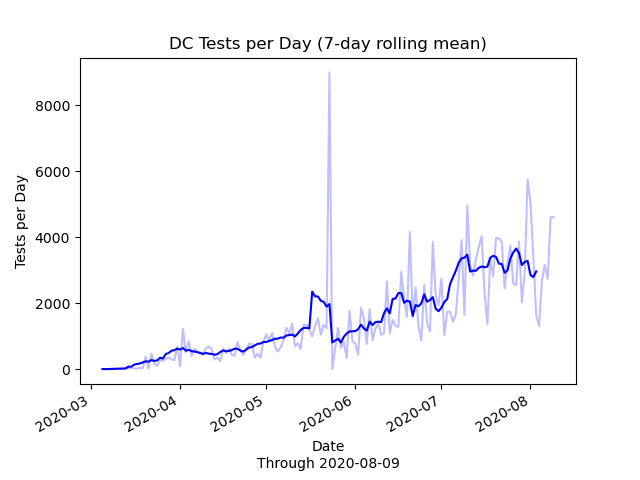 DC Tests per Day (7-day rolling mean)
8000
6000
4000
2000
0
Tests per Day
2020-03
2020-04
2020-05
2020-06
2020-07
2020-08
Date
Through 2020-08-09